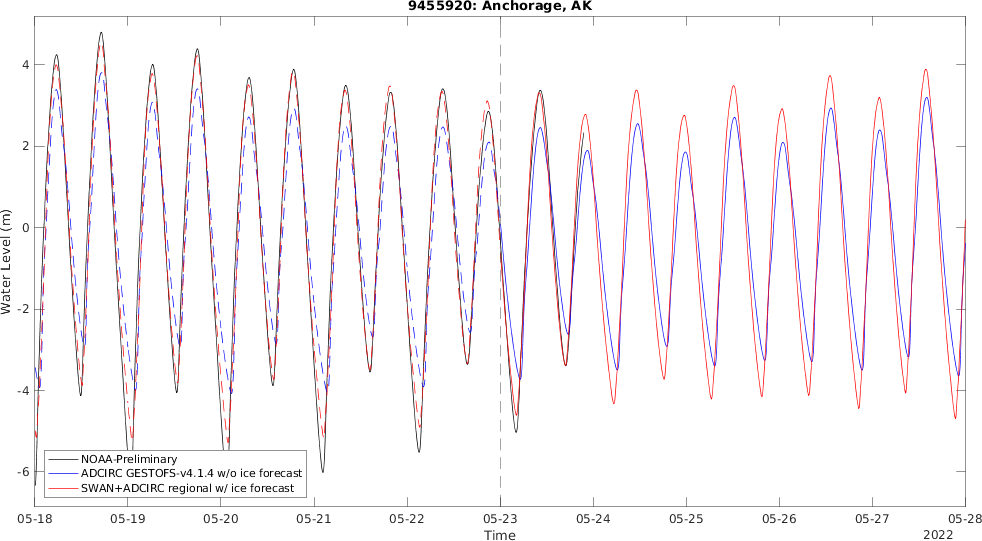 9455920: Anchorage, AK
Water Level (m)
4
2
0
-2
-4
-6
NOAA-Preliminary
ADCIRC GESTOFS-v4.1.4 w/o ice forecast
SWAN+ADCIRC regional w/ ice forecast
05-18 05-19 05-20 05-21 05-22 05-23 05-24 05-25 05-26 05-27 05-28
Time
2022